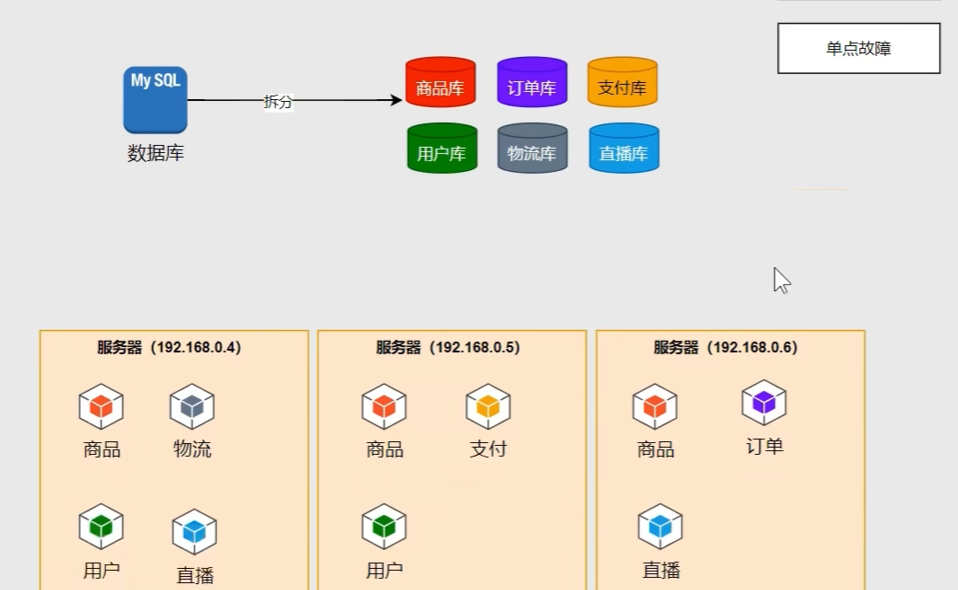 单点故障
My SQL
拆分
数据库
商品库
订单库
支付库
用户库
物流库
直播库
服务器（192.168.0.4）
商品
物流
用户
直播
服务器（192.168.0.5）
商品
支付
用户
服务器（192.168.0.6）
商品
订单
直播